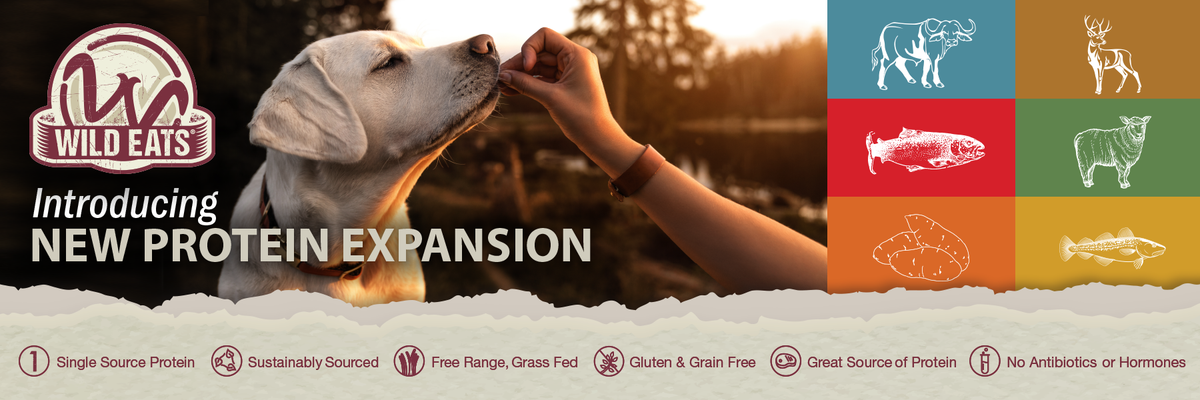 WILD EATS®
Introducing
NEW PROTEIN EXPANSION
1 Single Source Protein
Sustainably Sourced
Free Range, Grass Fed
Gluten & Grain Free
Great Source of Protein
No Antibiotics or Hormones